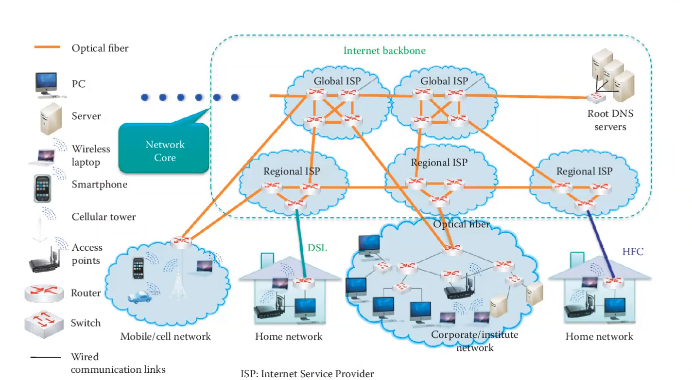 Optical fiber
PC
Server
Wireless
laptop
Smartphone
Cellular tower
Access
points
Router
Switch
Wired
communication links
Network
Core
Internet backbone
Global ISP
Global ISP
Root DNS
servers
Regional ISP
Regional ISP
Regional ISP
Optical fiber
DSL
HFC
Mobile/cell network
Home network
Corporate/institute
network
Home network
ISP: Internet Service Provider